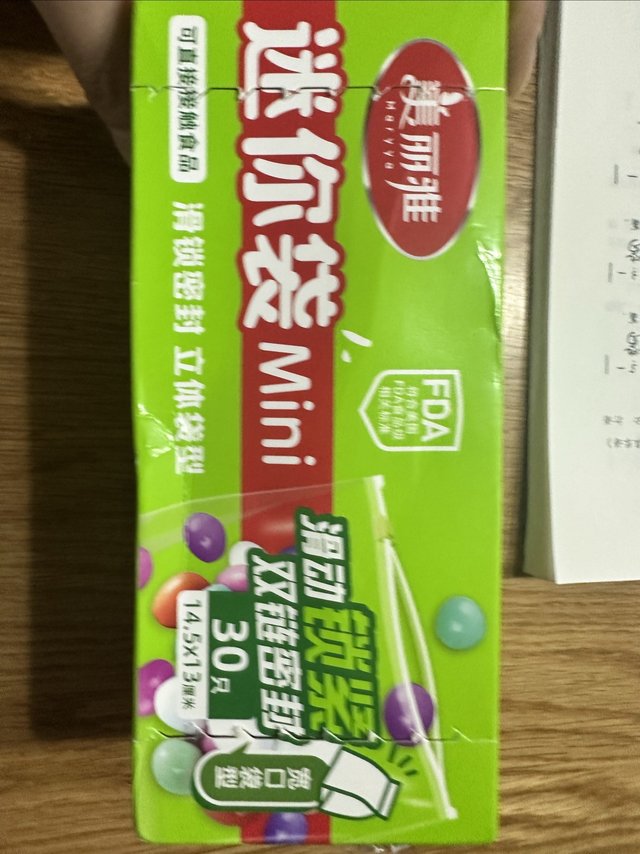 美丽雅
Maryya
迷你袋 Mini
可直接接触食品
滑锁密封 立体袋型
FDA
滑动锁紧
双链密封
30只
14.5x13厘米
宽口袋型